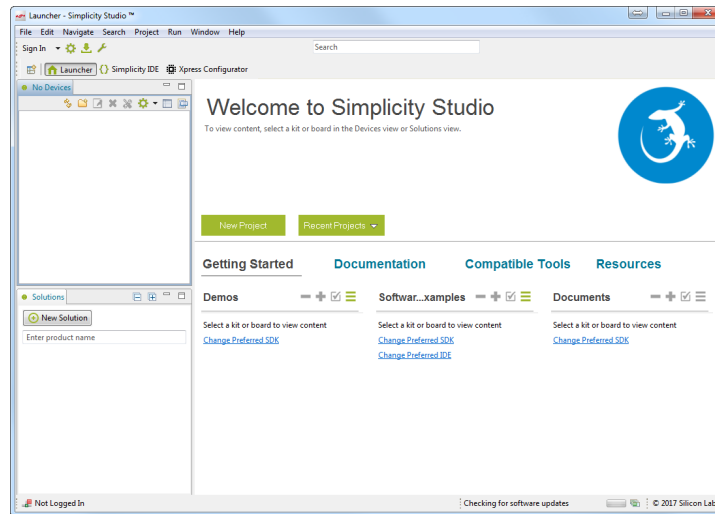 Launcher - Simplicity Studio ™
File Edit Navigate Search Project Run Window Help
Sign In
Search
Launcher {} Simplicity IDE Xpress Configurator
No Devices
Welcome to Simplicity Studio
To view content, select a kit or board in the Devices view or Solutions view.
New Project Recent Projects
Getting Started Documentation Compatible Tools Resources
Solutions
New Solution
Enter product name
Demos Softwar...xamples Documents
Select a kit or board to view content Select a kit or board to view content Select a kit or board to view content
Change Preferred SDK Change Preferred SDK Change Preferred SDK
Change Preferred IDE
Not Logged In Checking for software updates © 2017 Silicon Lab